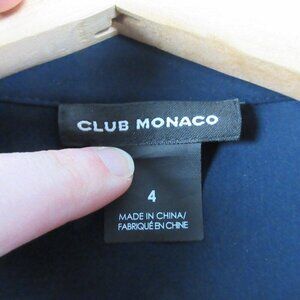 CLUB MONACO
4
MADE IN CHINA/
FABRIQUÉ EN CHINE